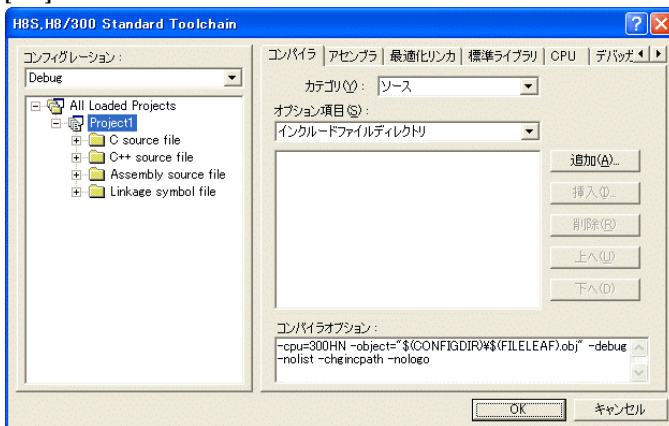 H8S,H8/300 Standard Toolchain
コンフィグレーション：
Debug
All Loaded Projects
Project1
C source file
C++ source file
Assembly source file
Linkage symbol file
コンパイラ アセンブラ 最適化リンカ 標準ライブラリ CPU デバッガ
カテゴリ(Y)： ソース
オプション項目(S)：
インクルードファイルディレクトリ
追加(A)...
挿入(I)...
削除(R)
上へ(U)
下へ(D)
コンパイラオプション：
-cpu=300HN -object="$(CONFIGDIR)¥$(FILELEAF).obj" -debug
-nolist -chgincpath -nologo
OK キャンセル